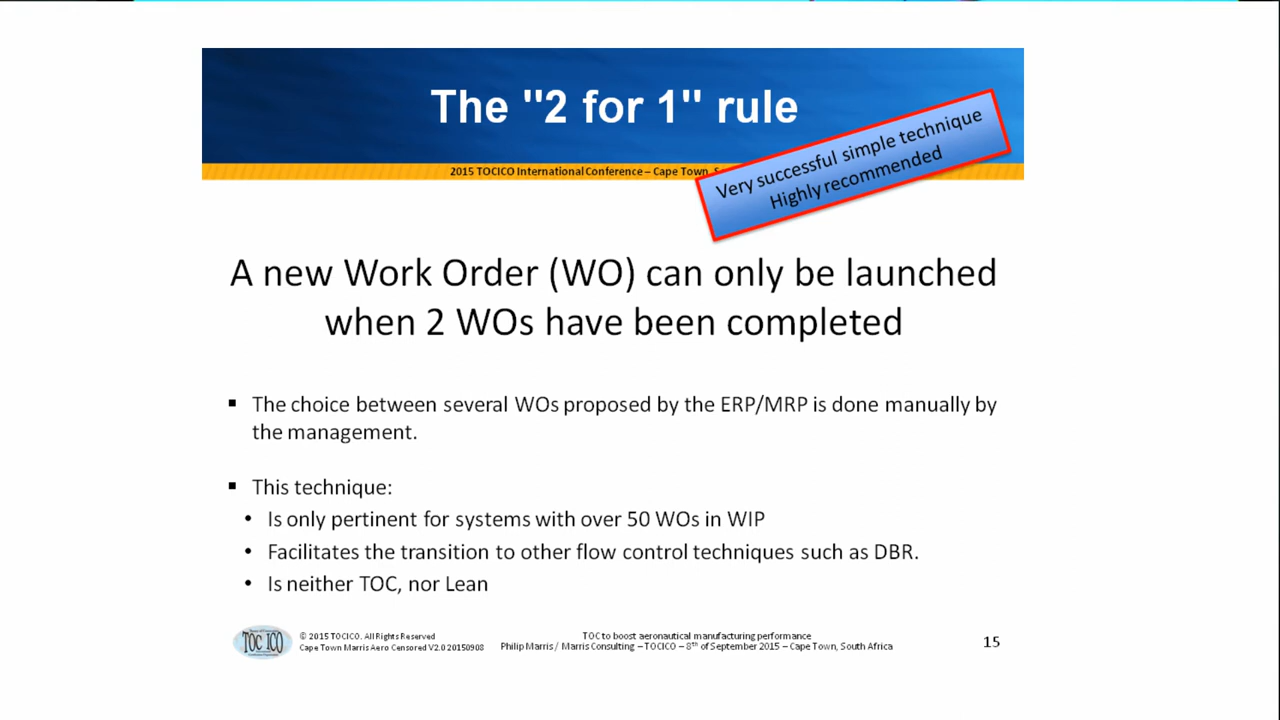 The "2 for 1" rule
2015 TOCICO International Conference – Cape Town,
Very successful simple technique
Highly recommended
A new Work Order (WO) can only be launched
when 2 WOs have been completed
▪ The choice between several WOs proposed by the ERP/MRP is done manually by
the management.
▪ This technique:
• Is only pertinent for systems with over 50 WOs in WIP
• Facilitates the transition to other flow control techniques such as DBR.
• Is neither TOC, nor Lean
TOC ICO
© 2015 TOCICO. All Rights Reserved
Cape Town Marris Aero Censored V2.0 20150908
TOC to boost aeronautical manufacturing performance
Philip Marris / Marris Consulting – TOCICO – 8th of September 2015 – Cape Town, South Africa
15